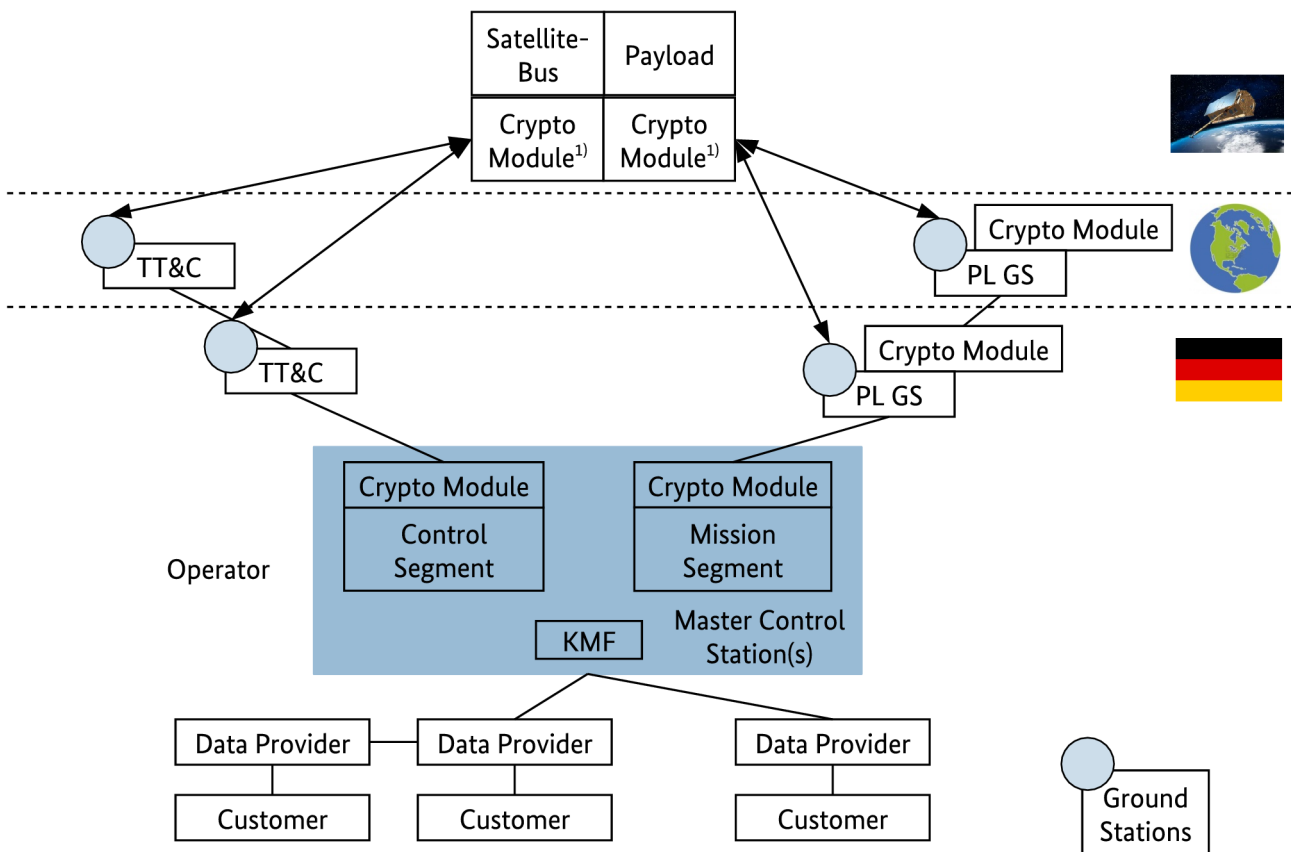 Satellite-
Bus
Payload
Crypto
Module¹⁾
Crypto
Module¹⁾
TT&C
Crypto Module
PL GS
TT&C
Crypto Module
PL GS
Crypto Module
Control
Segment
Crypto Module
Mission
Segment
Operator
KMF
Master Control
Station(s)
Data Provider
Data Provider
Data Provider
Customer
Customer
Customer
Ground
Stations